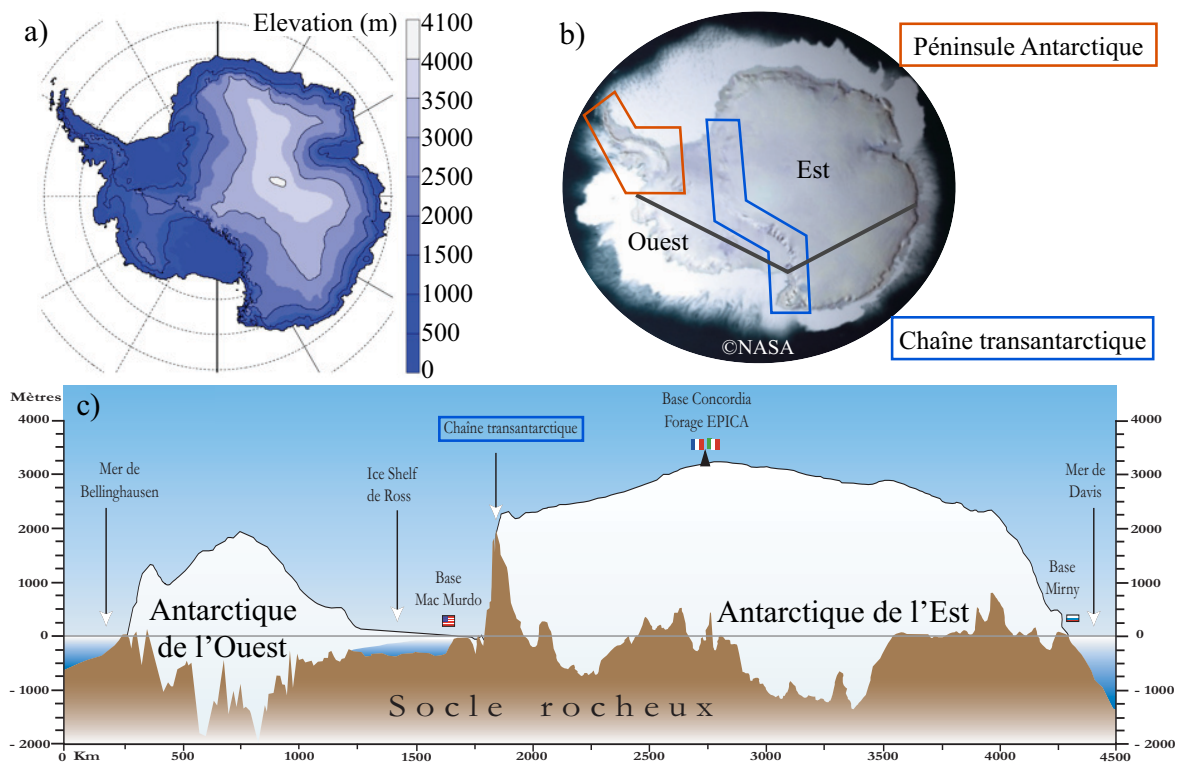 a)
Elevation (m)
4100
4000
3500
3000
2500
2000
1500
1000
500
0
b)
Péninsule Antarctique
Est
Ouest
©NASA
Chaîne transantarctique
c)
Mètres
4000
3000
2000
1000
0
- 1000
- 2000
Mer de
Bellinghausen
Ice Shelf
de Ross
Chaîne transantarctique
Base Concordia
Forage EPICA
Mer de
Davis
Base
Mac Murdo
Base
Mirny
Antarctique
de l’Ouest
Antarctique de l’Est
Socle rocheux
4000
3000
2000
1000
0
- 1000
- 2000
0 Km 500 1000 1500 2000 2500 3000 3500 4000 4500